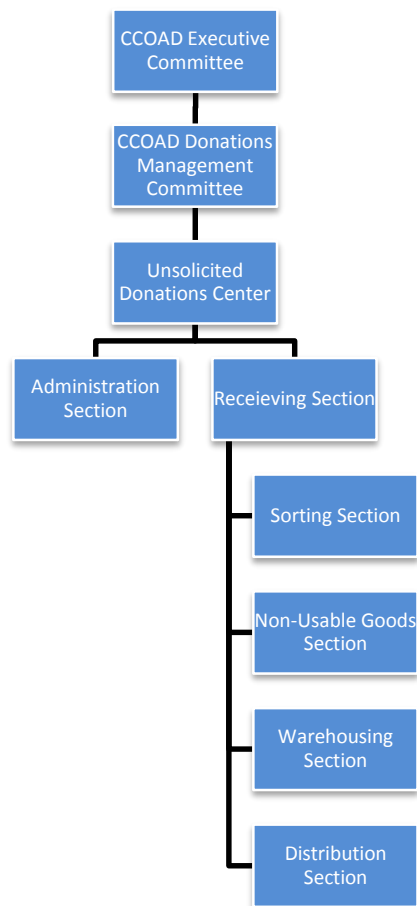 CCOAD Executive
Committee
CCOAD Donations
Management
Committee
Unsolicited
Donations Center
Administration
Section
Receieving Section
Sorting Section
Non-Usable Goods
Section
Warehousing
Section
Distribution
Section